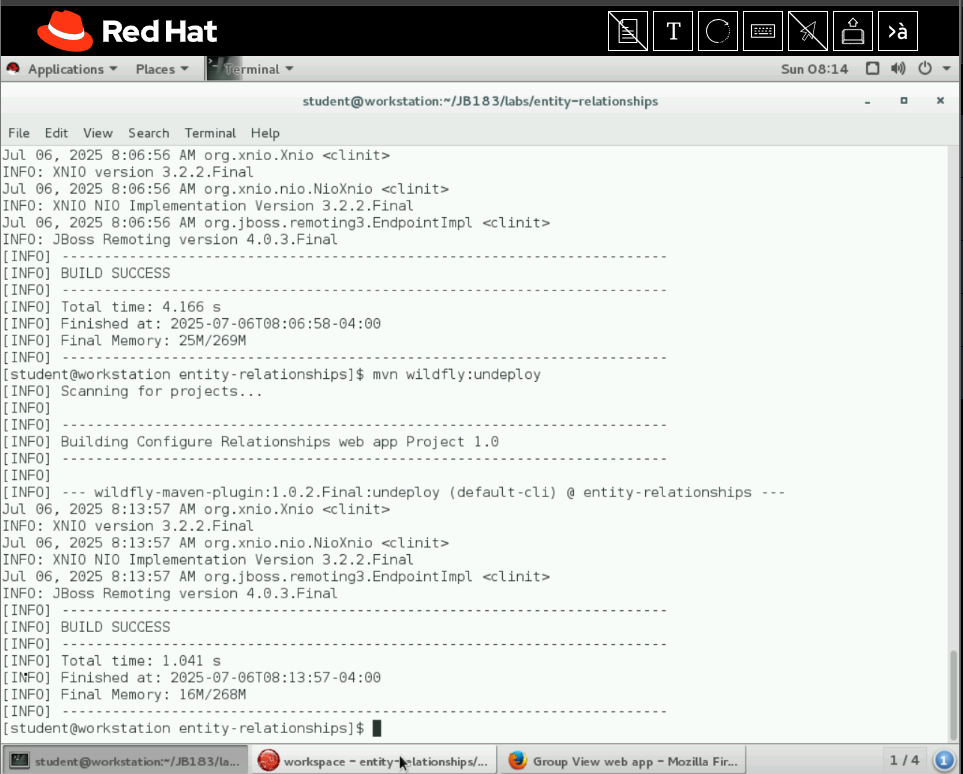 Red Hat
T
>à
Applications Places Terminal Sun 08:14
student@workstation:~/JB183/labs/entity-relationships
File Edit View Search Terminal Help
Jul 06, 2025 8:06:56 AM org.xnio.Xnio <clinit>
INFO: XNIO version 3.2.2.Final
Jul 06, 2025 8:06:56 AM org.xnio.nio.NioXnio <clinit>
INFO: XNIO NIO Implementation Version 3.2.2.Final
Jul 06, 2025 8:06:56 AM org.jboss.remoting3.EndpointImpl <clinit>
INFO: JBoss Remoting version 4.0.3.Final
[INFO] ------------------------------------------------------------------------
[INFO] BUILD SUCCESS
[INFO] ------------------------------------------------------------------------
[INFO] Total time: 4.166 s
[INFO] Finished at: 2025-07-06T08:06:58-04:00
[INFO] Final Memory: 25M/269M
[INFO] ------------------------------------------------------------------------
[student@workstation entity-relationships]$ mvn wildfly:undeploy
[INFO] Scanning for projects...
[INFO]
[INFO] ------------------------------------------------------------------------
[INFO] Building Configure Relationships web app Project 1.0
[INFO] ------------------------------------------------------------------------
[INFO]
[INFO] --- wildfly-maven-plugin:1.0.2.Final:undeploy (default-cli) @ entity-relationships ---
Jul 06, 2025 8:13:57 AM org.xnio.Xnio <clinit>
INFO: XNIO version 3.2.2.Final
Jul 06, 2025 8:13:57 AM org.xnio.nio.NioXnio <clinit>
INFO: XNIO NIO Implementation Version 3.2.2.Final
Jul 06, 2025 8:13:57 AM org.jboss.remoting3.EndpointImpl <clinit>
INFO: JBoss Remoting version 4.0.3.Final
[INFO] ------------------------------------------------------------------------
[INFO] BUILD SUCCESS
[INFO] ------------------------------------------------------------------------
[INFO] Total time: 1.041 s
[INFO] Finished at: 2025-07-06T08:13:57-04:00
[INFO] Final Memory: 16M/268M
[INFO] ------------------------------------------------------------------------
[student@workstation entity-relationships]$
student@workstation:~/JB183/la... workspace - entity-relationships/... Group View web app - Mozilla Fir... 1 / 4 1